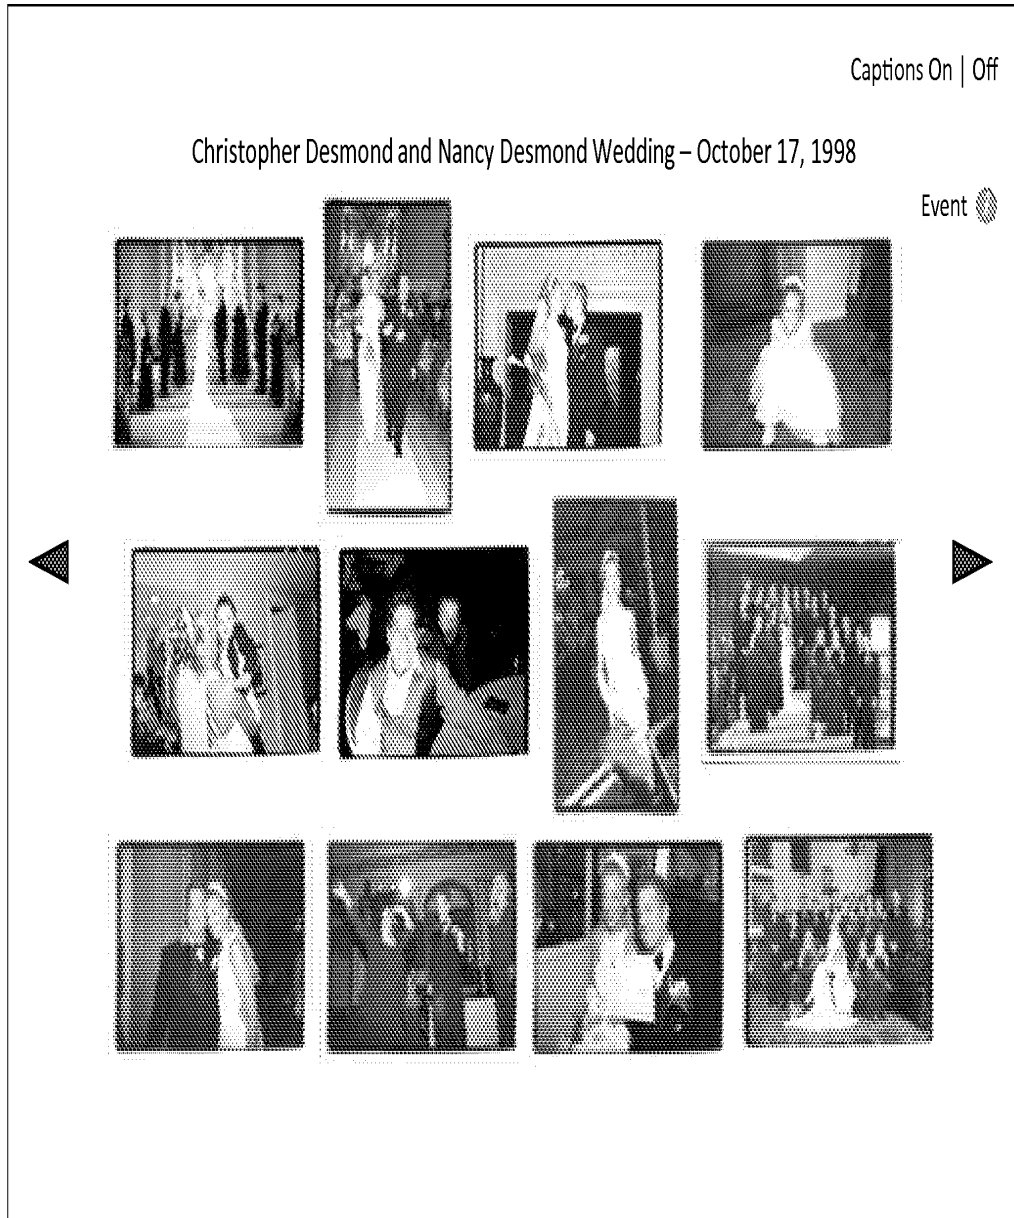 Captions On | Off
Christopher Desmond and Nancy Desmond Wedding – October 17, 1998
Event